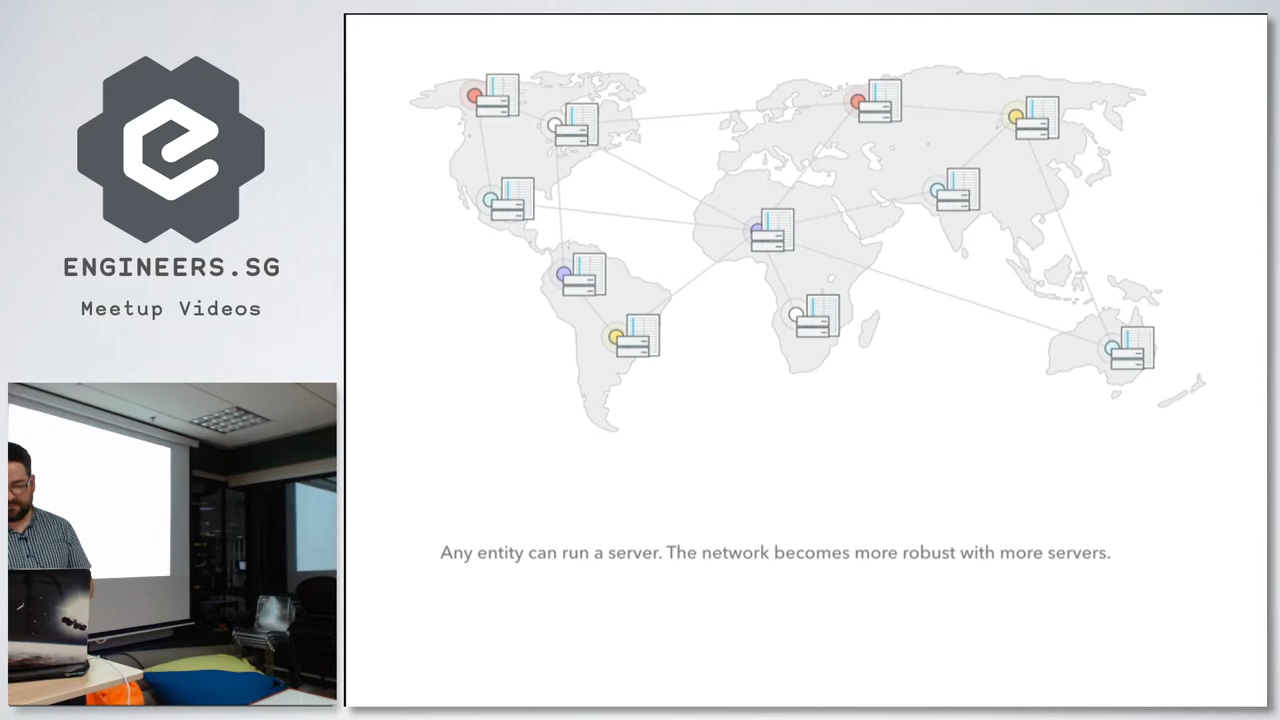 ENGINEERS.SG
Meetup Videos
Any entity can run a server. The network becomes more robust with more servers.